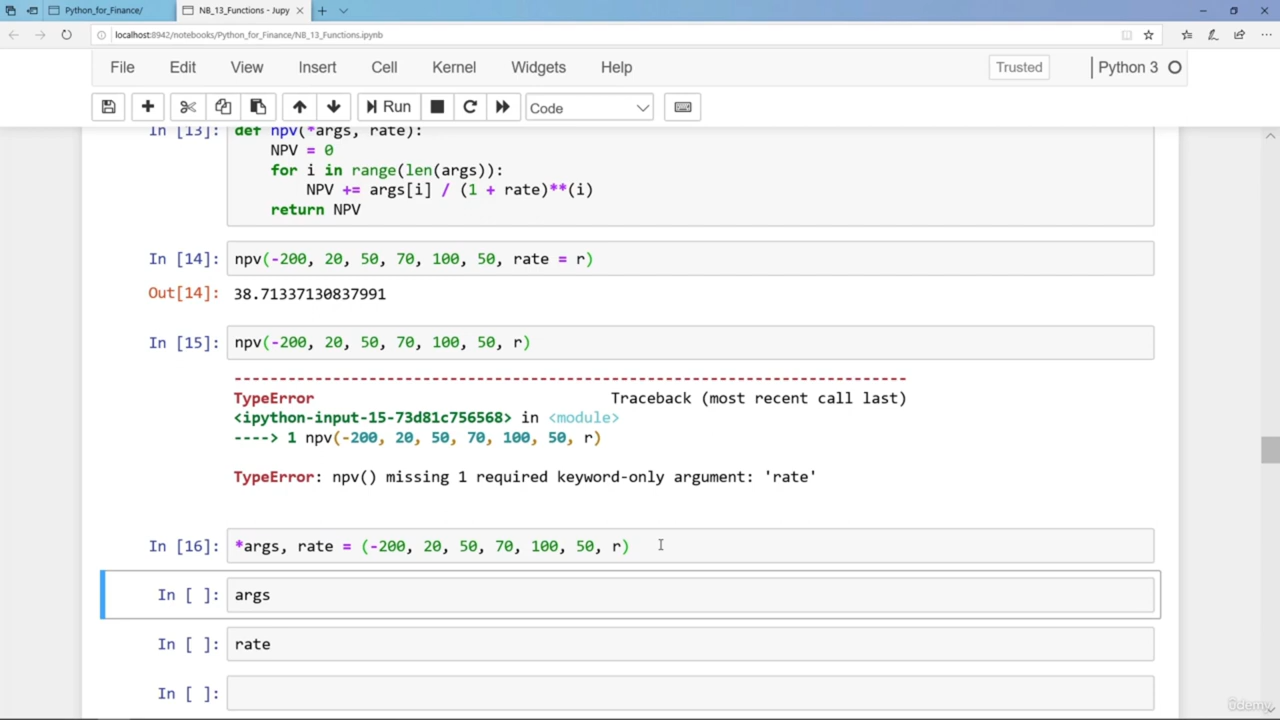 Python_for_Finance/
NB_13_Functions - Jupy
localhost:8942/notebooks/Python_for_Finance/NB_13_Functions.ipynb
File Edit View Insert Cell Kernel Widgets Help Trusted Python 3
Run Code
In [13]: def npv(*args, rate):
NPV = 0
for i in range(len(args)):
NPV += args[i] / (1 + rate)**(i)
return NPV
In [14]: npv(-200, 20, 50, 70, 100, 50, rate = r)
Out[14]: 38.71337130837991
In [15]: npv(-200, 20, 50, 70, 100, 50, r)
---------------------------------------------------------------------------
TypeError Traceback (most recent call last)
<ipython-input-15-73d81c756568> in <module>
----> 1 npv(-200, 20, 50, 70, 100, 50, r)
TypeError: npv() missing 1 required keyword-only argument: 'rate'
In [16]: *args, rate = (-200, 20, 50, 70, 100, 50, r)
In [ ]: args
In [ ]: rate
In [ ]:
ûdemy